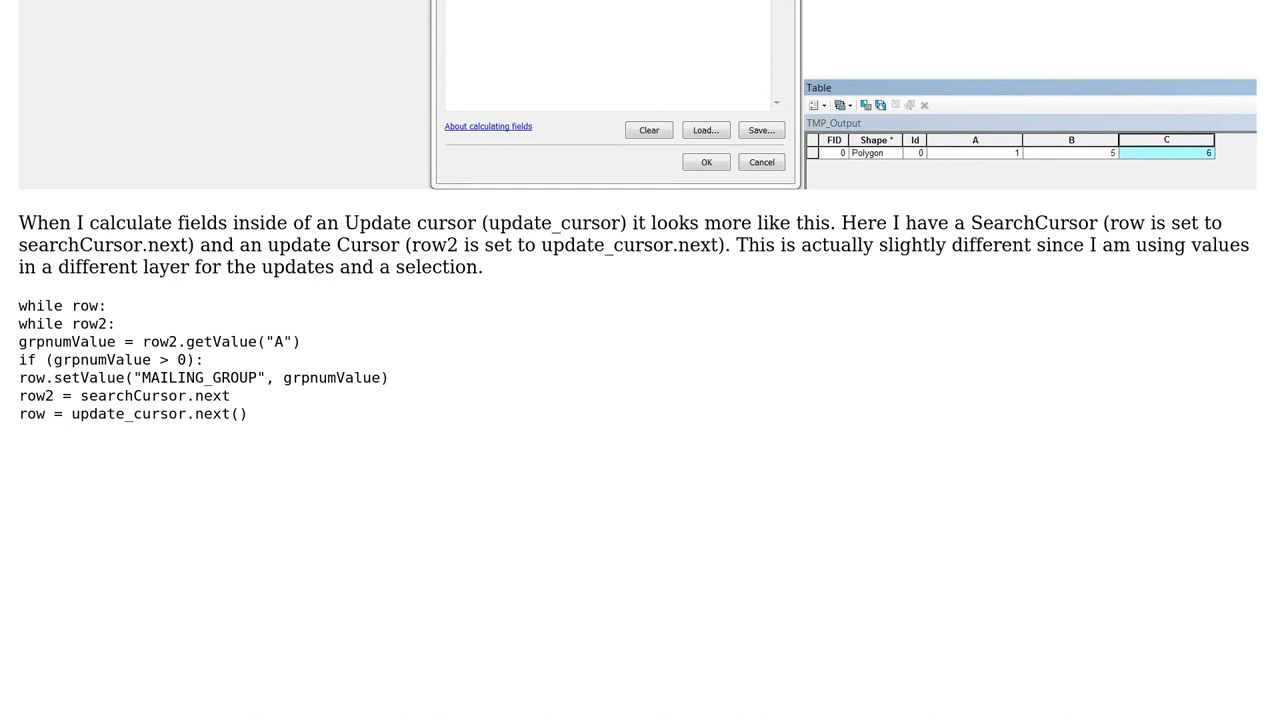 About calculating fields
Clear
Load...
Save...
OK
Cancel
Table
TMP_Output
FID Shape * Id A B C
0 Polygon 0 1 5 6
When I calculate fields inside of an Update cursor (update_cursor) it looks more like this. Here I have a SearchCursor (row is set to
searchCursor.next) and an update Cursor (row2 is set to update_cursor.next). This is actually slightly different since I am using values
in a different layer for the updates and a selection.
while row:
while row2:
grpnumValue = row2.getValue("A")
if (grpnumValue > 0):
row.setValue("MAILING_GROUP", grpnumValue)
row2 = searchCursor.next
row = update_cursor.next()